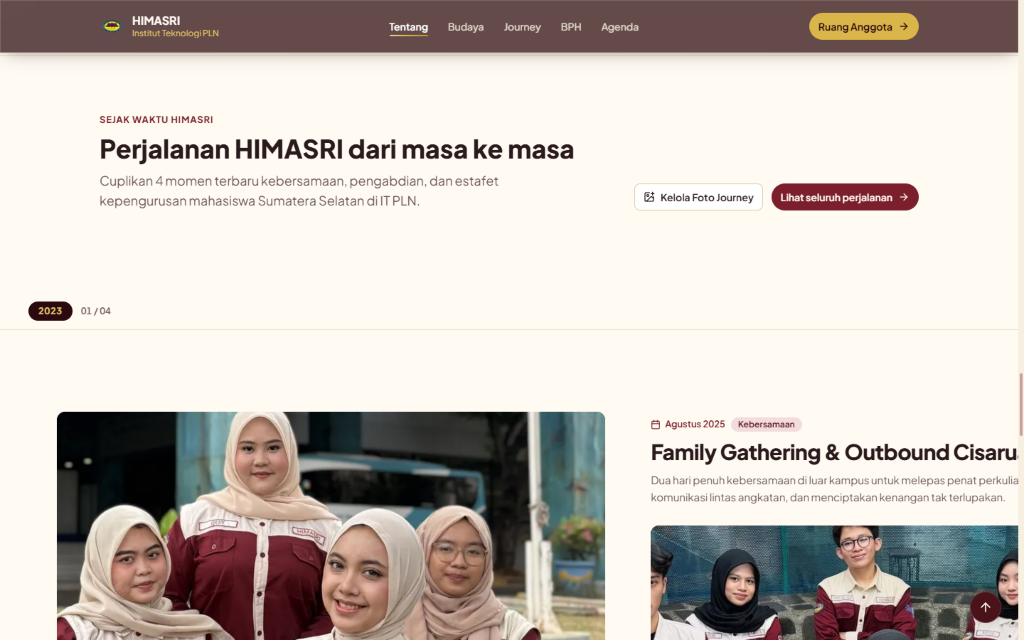 HIMASRI
Institut Teknologi PLN
Tentang
Budaya
Journey
BPH
Agenda
Ruang Anggota
SEJAK WAKTU HIMASRI
Perjalanan HIMASRI dari masa ke masa
Cuplikan 4 momen terbaru kebersamaan, pengabdian, dan estafet
kepengurusan mahasiswa Sumatera Selatan di IT PLN.
Kelola Foto Journey
Lihat seluruh perjalanan
2023
01 / 04
Agustus 2025
Kebersamaan
Family Gathering & Outbound Cisaru
Dua hari penuh kebersamaan di luar kampus untuk melepas penat perkulia
komunikasi lintas angkatan, dan menciptakan kenangan tak terlupakan.